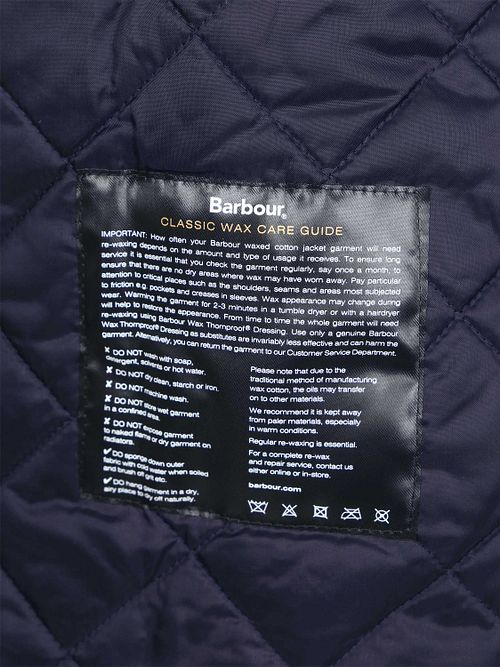 Barbour®
CLASSIC WAX CARE GUIDE
IMPORTANT: How often your Barbour waxed cotton jacket garment will need
re-waxing depends on the amount and type of usage it receives. To ensure long
service it is essential that you check the garment regularly, say once a month, to
ensure that there are no dry areas where wax may have worn away. Pay particular
attention to critical places such as the shoulders, seams and areas most subjected
to friction e.g. pockets and creases in sleeves. Wax appearance may change during
wear. Warming the garment for 2-3 minutes in a tumble dryer or with a hairdryer
will help to restore the appearance. From time to time the whole garment will need
re-waxing using Barbour Wax Thornproof® Dressing. Use only a genuine Barbour
Wax Thornproof® Dressing as substitutes are invariably less effective and can harm the
garment. Alternatively, you can return the garment to our Customer Service Department.
✘ DO NOT wash with soap,
detergent, solvents or hot water.
✘ DO NOT dry clean, starch or iron.
✘ DO NOT machine wash.
✘ DO NOT store wet garment
in a confined area.
✘ DO NOT expose garment
to naked flame or dry garment on
radiators.
✔ DO sponge down outer
fabric with cold water when soiled
and brush off grit etc.
✔ DO hang garment in a dry,
airy place to dry off naturally.
Please note that due to the
traditional method of manufacturing
wax cotton, the oils may transfer
on to other materials.
We recommend it is kept away
from paler materials, especially
in warm conditions.
Regular re-waxing is essential.
For a complete re-wax
and repair service, contact us
either online or in-store.
barbour.com